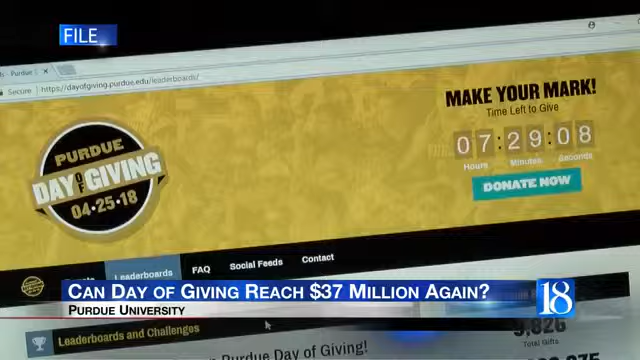 FILE
s - Purdue
Secure
https://dayofgiving.purdue.edu/leaderboards/
MAKE YOUR MARK!
Time Left to Give
07:29:08
Hours Minutes Seconds
DONATE NOW
PURDUE
DAY OF GIVING
04·25·18
Leaderboards FAQ Social Feeds Contact
CAN DAY OF GIVING REACH $37 MILLION AGAIN?
18
PURDUE UNIVERSITY
Leaderboards and Challenges
Total Gifts
Purdue Day of Giving!